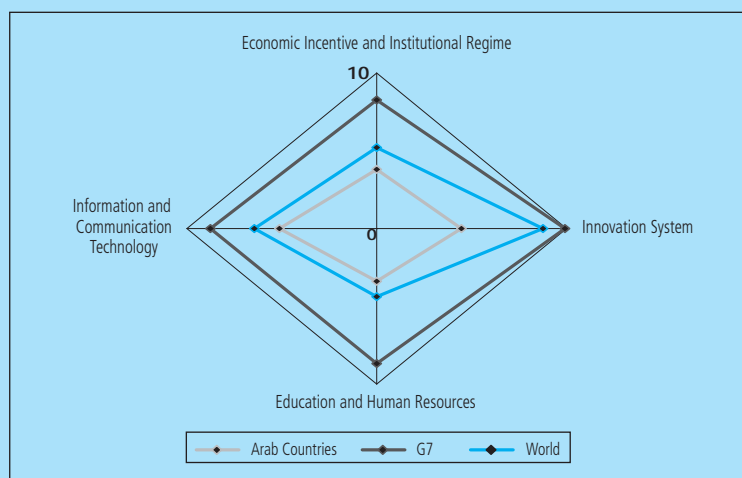 Economic Incentive and Institutional Regime
10
Information and
Communication
Technology
0
Innovation System
Education and Human Resources
Arab Countries
G7
World